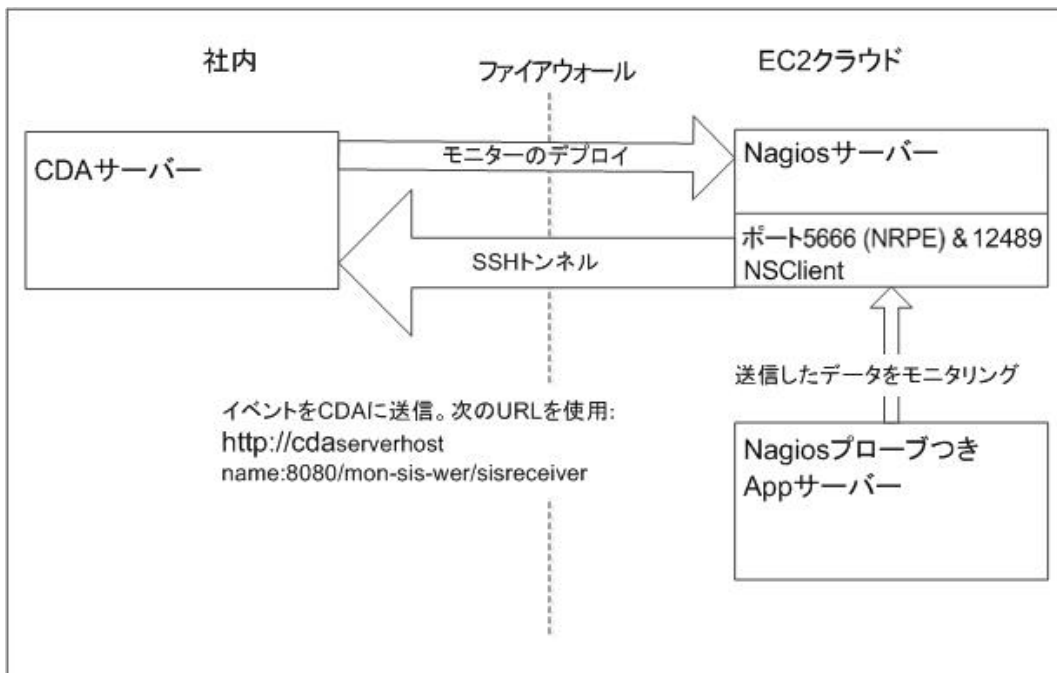 社内
ファイアウォール
EC2クラウド
CDAサーバー
モニターのデプロイ
Nagiosサーバー
SSHトンネル
ポート5666 (NRPE) & 12489
NSClient
送信したデータをモニタリング
イベントをCDAに送信。次のURLを使用:
http://cdaserverhost
name:8080/mon-sis-wer/sisreceiver
Nagiosプローブつき
Appサーバー